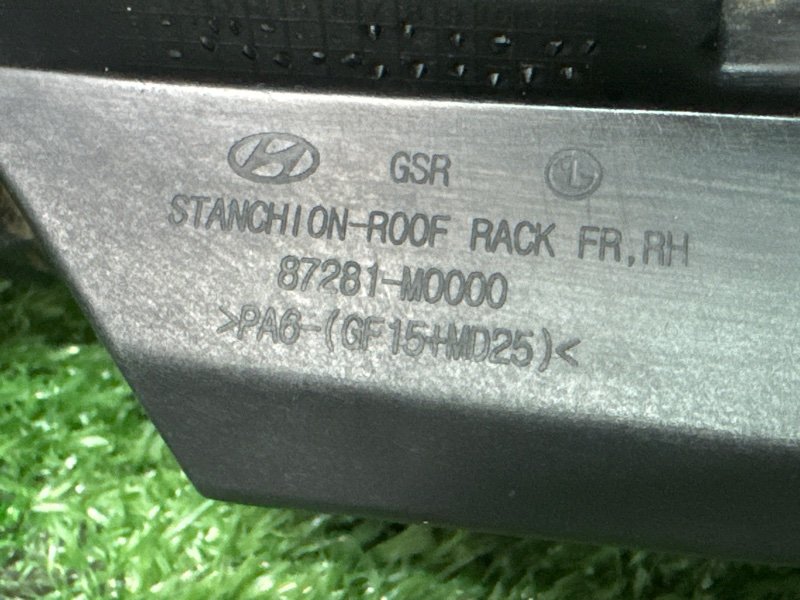 GSR
STANCHION-ROOF RACK FR,RH
87281-M0000
>PA6-(GF15+MD25)<